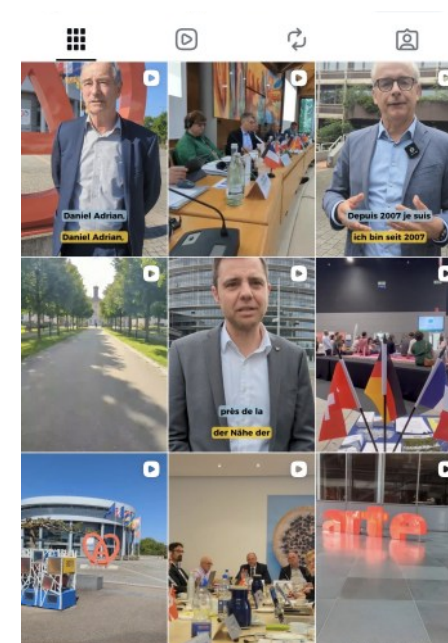 Daniel Adrian,
Daniel Adrian,
Depuis 2007 je suis
ich bin seit 2007
près de la
der Nähe der
arte